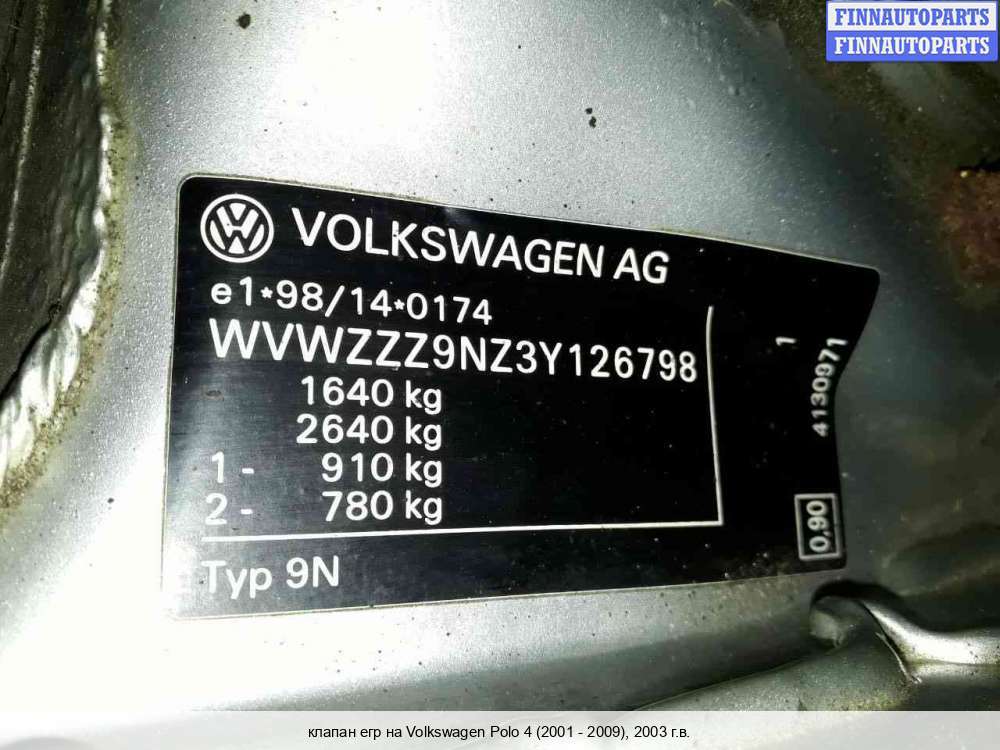 FINNAUTOPARTS
FINNAUTOPARTS
VOLKSWAGEN AG
e1*98/14*0174
WVWZZZ9NZ3Y126798
1640 kg
2640 kg
1 - 910 kg
2 - 780 kg
Typ 9N
1
4130971
0,90
клапан егр на Volkswagen Polo 4 (2001 - 2009), 2003 г.в.